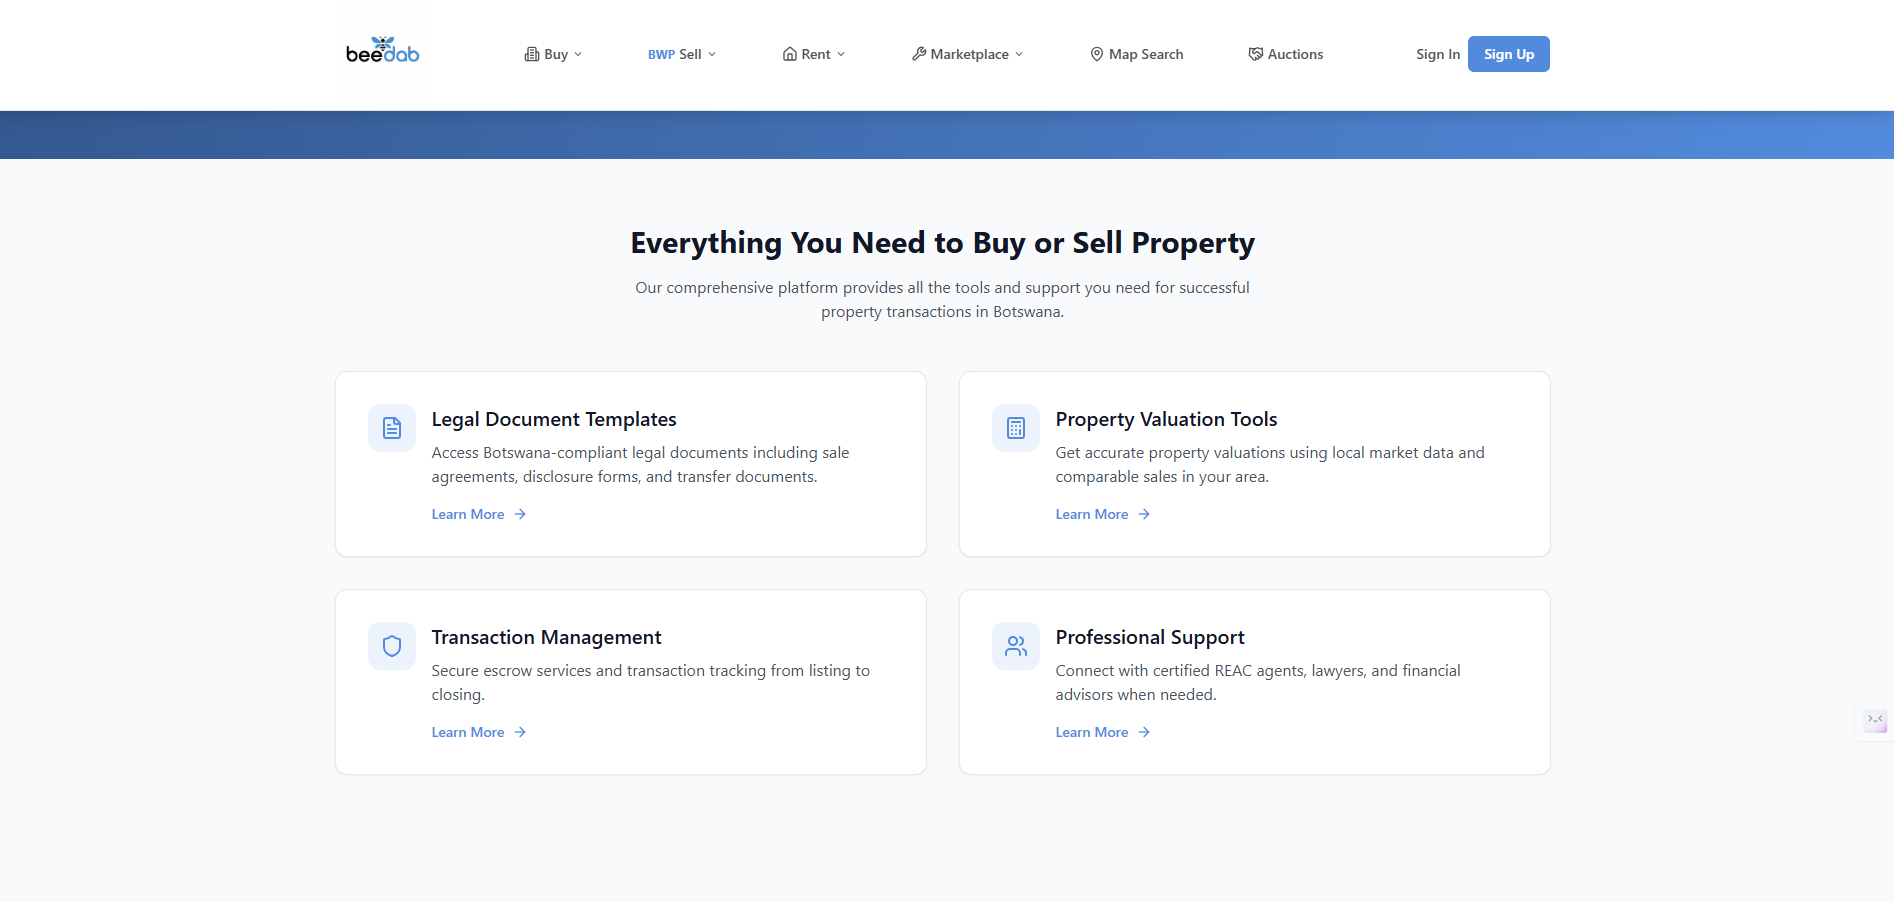 beedab
Buy
BWP Sell
Rent
Marketplace
Map Search
Auctions
Sign In
Sign Up
Everything You Need to Buy or Sell Property
Our comprehensive platform provides all the tools and support you need for successful
property transactions in Botswana.
Legal Document Templates
Access Botswana-compliant legal documents including sale
agreements, disclosure forms, and transfer documents.
Learn More
Property Valuation Tools
Get accurate property valuations using local market data and
comparable sales in your area.
Learn More
Transaction Management
Secure escrow services and transaction tracking from listing to
closing.
Learn More
Professional Support
Connect with certified REAC agents, lawyers, and financial
advisors when needed.
Learn More